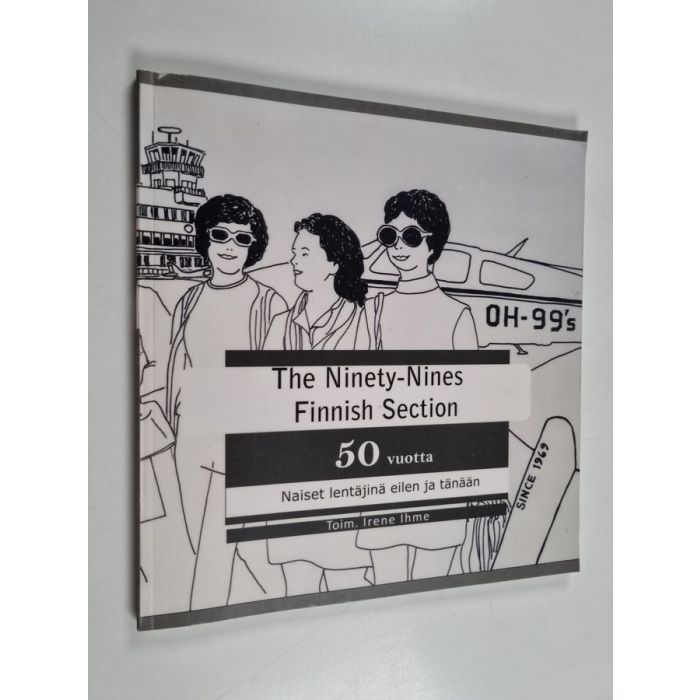 OH-99's
The Ninety-Nines
Finnish Section
50 vuotta
Naiset lentäjinä eilen ja tänään
Toim. Irene Ihme
SINCE 1969